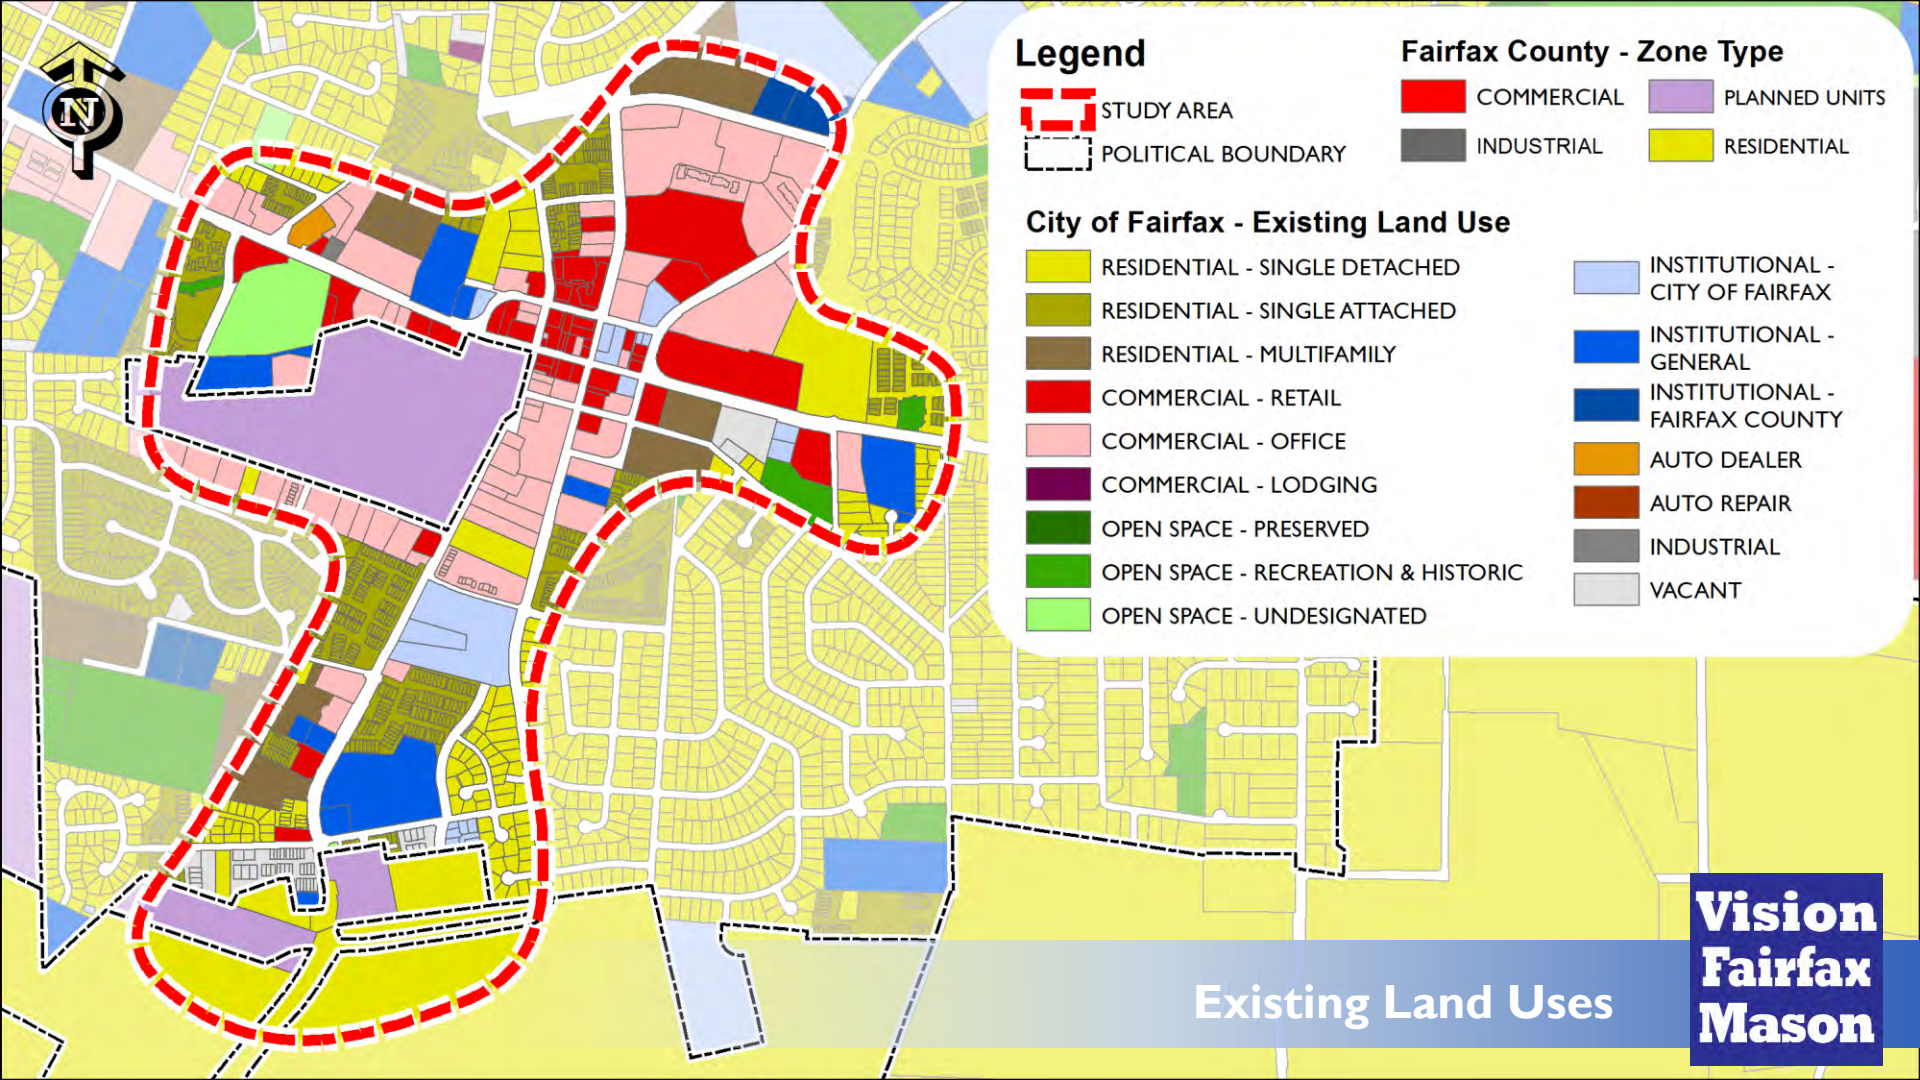 N
Legend
STUDY AREA
POLITICAL BOUNDARY
Fairfax County - Zone Type
COMMERCIAL
PLANNED UNITS
INDUSTRIAL
RESIDENTIAL
City of Fairfax - Existing Land Use
RESIDENTIAL - SINGLE DETACHED
RESIDENTIAL - SINGLE ATTACHED
RESIDENTIAL - MULTIFAMILY
COMMERCIAL - RETAIL
COMMERCIAL - OFFICE
COMMERCIAL - LODGING
OPEN SPACE - PRESERVED
OPEN SPACE - RECREATION & HISTORIC
OPEN SPACE - UNDESIGNATED
INSTITUTIONAL -
CITY OF FAIRFAX
INSTITUTIONAL -
GENERAL
INSTITUTIONAL -
FAIRFAX COUNTY
AUTO DEALER
AUTO REPAIR
INDUSTRIAL
VACANT
Existing Land Uses
Vision
Fairfax
Mason